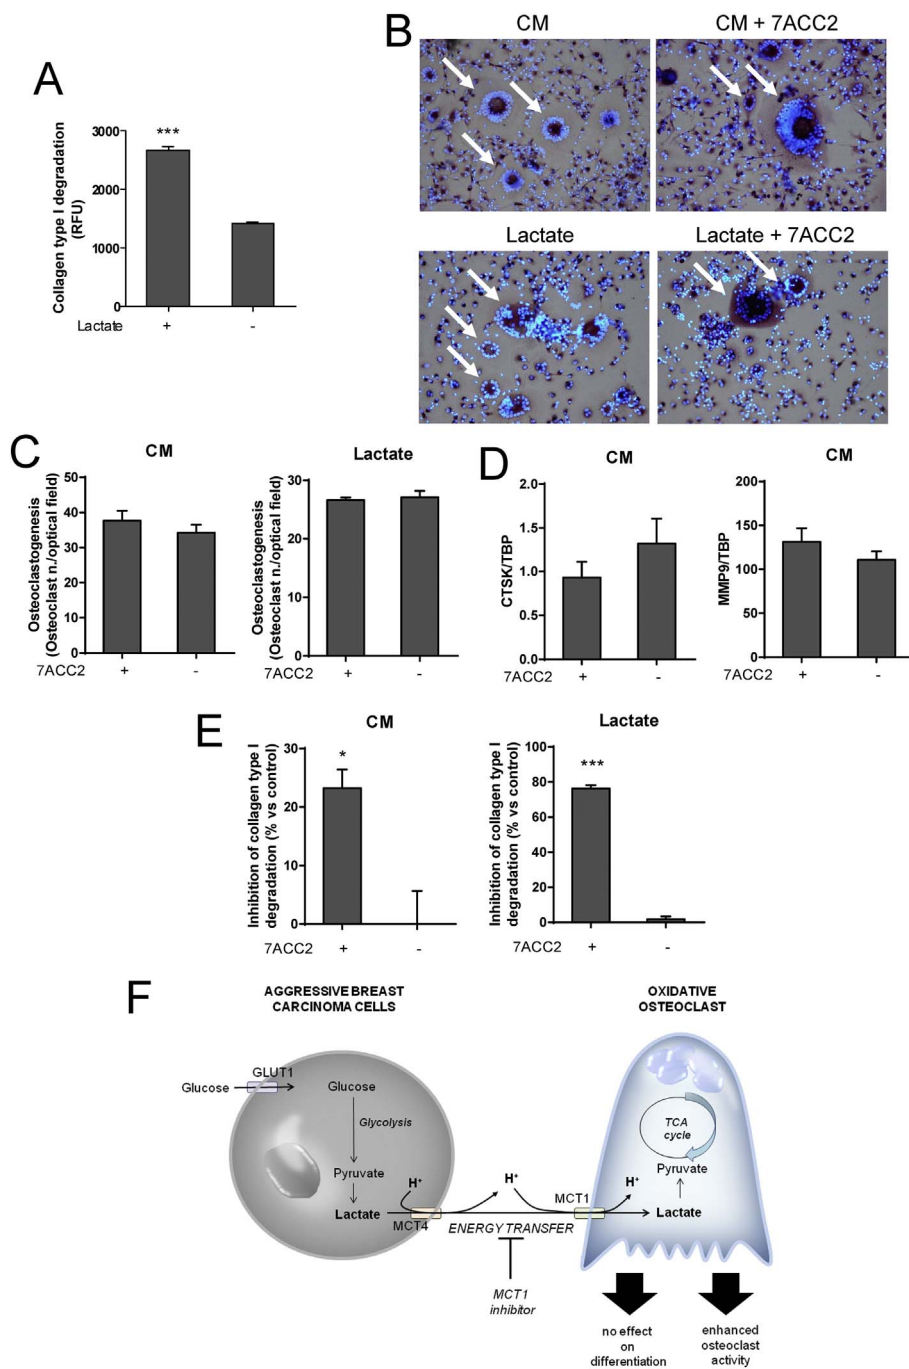 A
Collagen type I degradation
(RFU)
3000
2000
1000
0
***
Lactate
+
-
B
CM
CM + 7ACC2
Lactate
Lactate + 7ACC2
C
CM
Osteoclastogenesis
(Osteoclast n./optical field)
50
40
30
20
10
0
7ACC2
+
-
Lactate
Osteoclastogenesis
(Osteoclast n./optical field)
30
20
10
0
7ACC2
+
-
D
CM
CTSK/TBP
2.0
1.5
1.0
0.5
0.0
7ACC2
+
-
CM
MMP9/TBP
200
150
100
50
0
7ACC2
+
-
E
CM
Inhibition of collagen type I
degradation (% vs control)
30
20
10
0
*
7ACC2
+
-
Lactate
Inhibition of collagen type I
degradation (% vs control)
100
80
60
40
20
0
***
7ACC2
+
-
F
AGGRESSIVE BREAST
CARCINOMA CELLS
OXIDATIVE
OSTEOCLAST
Glucose
GLUT1
Glucose
Glycolysis
Pyruvate
Lactate
H+
MCT4
H+
ENERGY TRANSFER
MCT1
inhibitor
MCT1
H+
TCA
cycle
Pyruvate
Lactate
no effect
on
differentiation
enhanced
osteoclast
activity